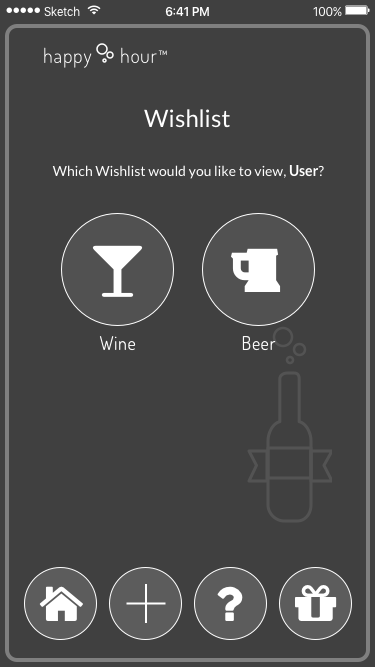 Sketch 6:41 PM 100%
happy hour™
Wishlist
Which Wishlist would you like to view, User?
Wine Beer
?